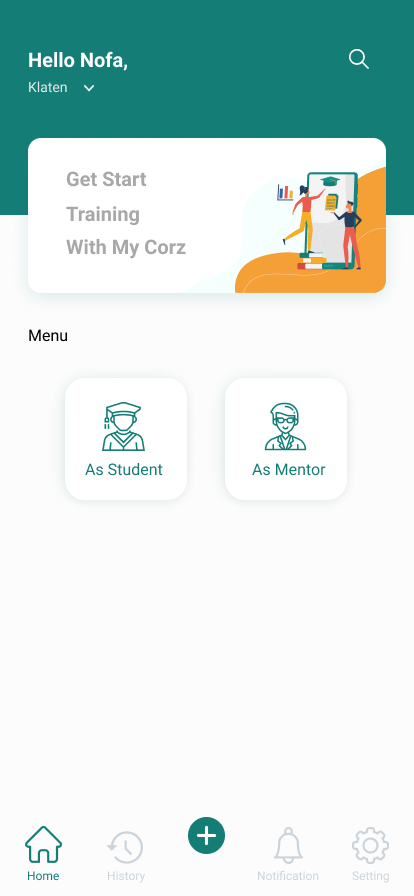 Hello Nofa,
Klaten
Get Start
Training
With My Corz
Menu
As Student
As Mentor
Home
History
Notification
Setting